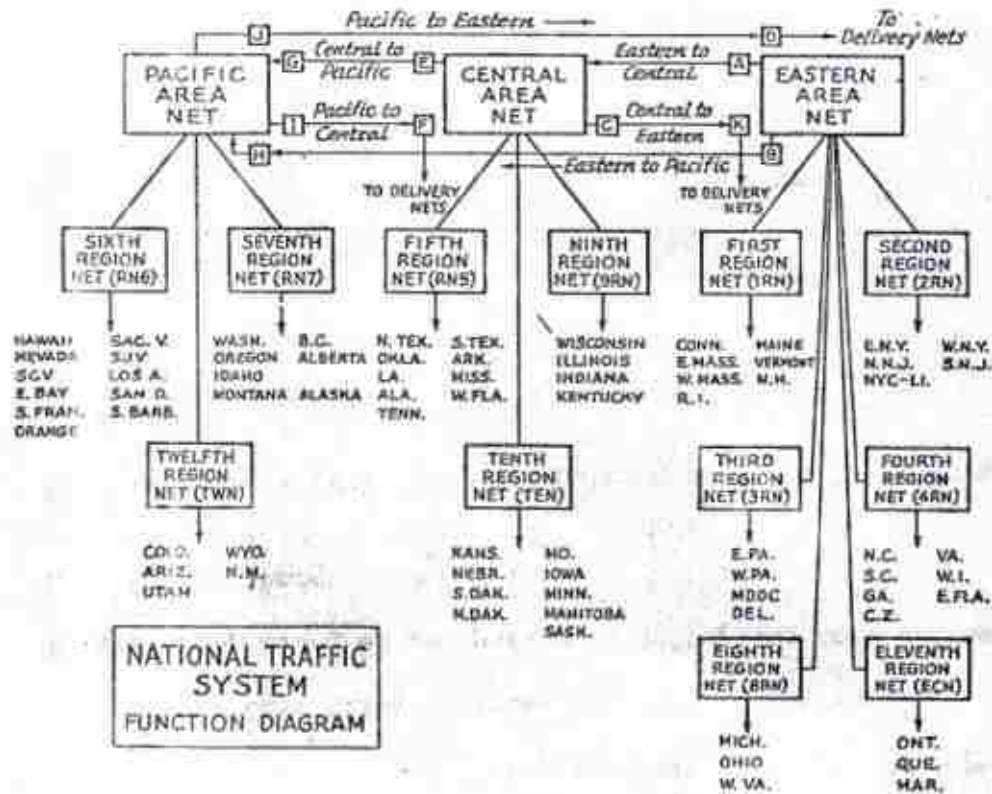 Pacific to Eastern
To
Delivery Nets
J
D
G
Central to
Pacific
E
Eastern to
Central
A
PACIFIC
AREA
NET
CENTRAL
AREA
NET
EASTERN
AREA
NET
I
Pacific to
Central
F
C
Central to
Eastern
K
H
B
Eastern to Pacific
TO DELIVERY
NETS
TO DELIVERY
NETS
SIXTH
REGION
NET (RN6)
SEVENTH
REGION
NET (RN7)
FIFTH
REGION
NET (RN5)
NINTH
REGION
NET (9RN)
FIRST
REGION
NET (1RN)
SECOND
REGION
NET (2RN)
HAWAII
NEVADA
SCV
E. BAY
S. FRAN.
ORANGE
SAC. V.
SJV
LOS A.
SAN D.
S. BARB.
WASH.
OREGON
IDAHO
MONTANA
B.C.
ALBERTA
ALASKA
N. TEX.
OKLA.
LA.
ALA.
TENN.
S. TEX.
ARK.
MISS.
W. FLA.
WISCONSIN
ILLINOIS
INDIANA
KENTUCKY
CONN.
E. MASS.
W. MASS.
R. I.
MAINE
VERMONT
N.H.
E.N.Y.
N.N.J.
NYC-LI.
W.N.Y.
S.N.J.
TWELFTH
REGION
NET (TWN)
TENTH
REGION
NET (TEN)
THIRD
REGION
NET (3RN)
FOURTH
REGION
NET (4RN)
COLO.
ARIZ.
UTAH
WYO.
N.M.
KANS.
NEBR.
S. DAK.
N. DAK.
MO.
IOWA
MINN.
MANITOBA
SASK.
E. PA.
W. PA.
MDDC
DEL.
N.C.
S.C.
GA.
C.Z.
VA.
W.I.
E. FLA.
EIGHTH
REGION
NET (8RN)
ELEVENTH
REGION
NET (ECN)
MICH.
OHIO
W. VA.
ONT.
QUE.
MAR.
NATIONAL TRAFFIC
SYSTEM
FUNCTION DIAGRAM